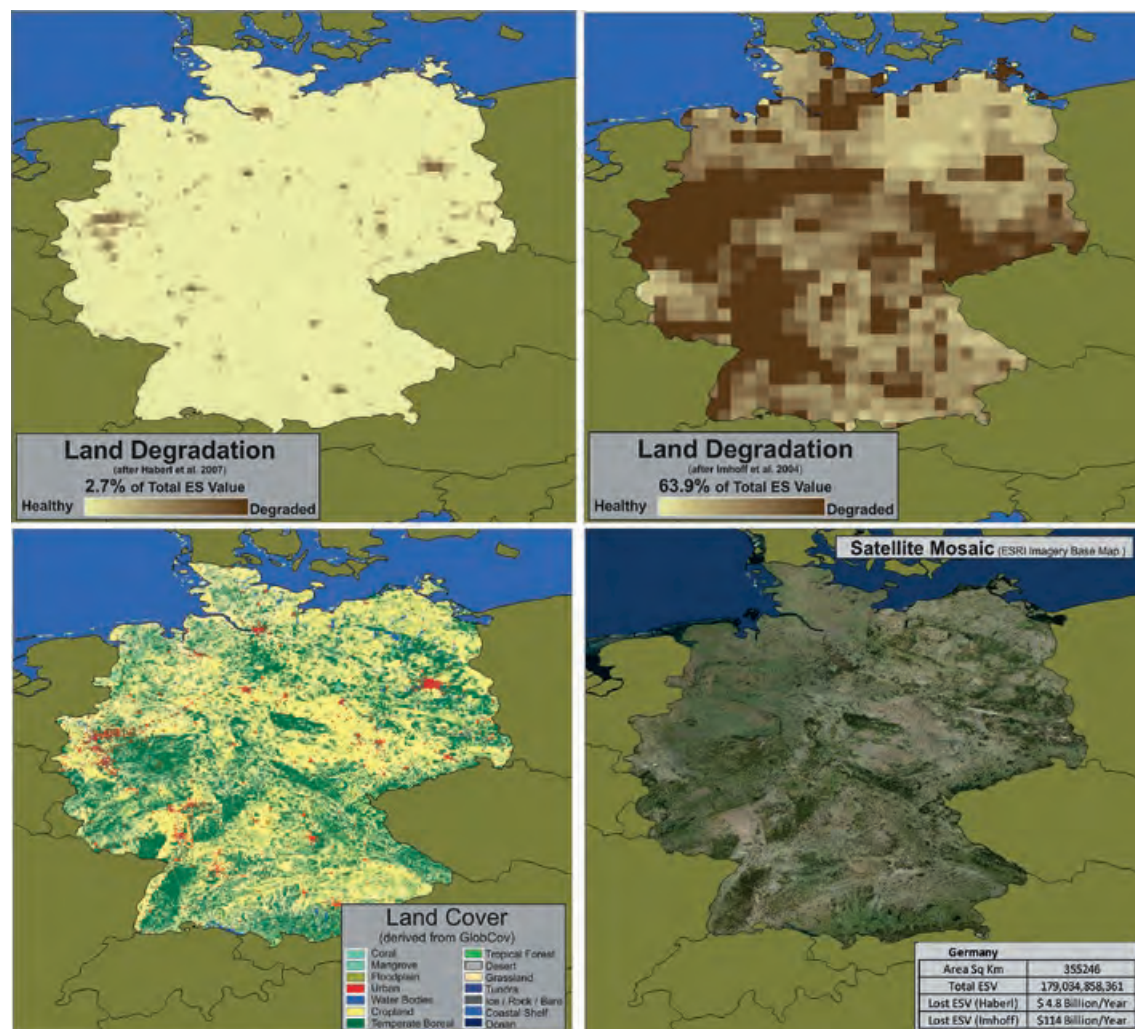 Land Degradation
(after Haberl et al. 2007)
2.7% of Total ES Value
Healthy Degraded
Land Degradation
(after Imhoff et al. 2004)
63.9% of Total ES Value
Healthy Degraded
Land Cover
(derived from GlobCov)
Coral Tropical Forest
Mangrove Desert
Floodplain Grassland
Urban Tundra
Water Bodies Ice / Rock / Bare
Cropland Coastal Shelf
Temperate Boreal Ocean
Satellite Mosaic (ESRI Imagery Base Map )
Germany
Area Sq Km 355246
Total ESV 179,034,858,361
Lost ESV (Haberl) $ 4.8 Billion/Year
Lost ESV (Imhoff) $114 Billion/Year